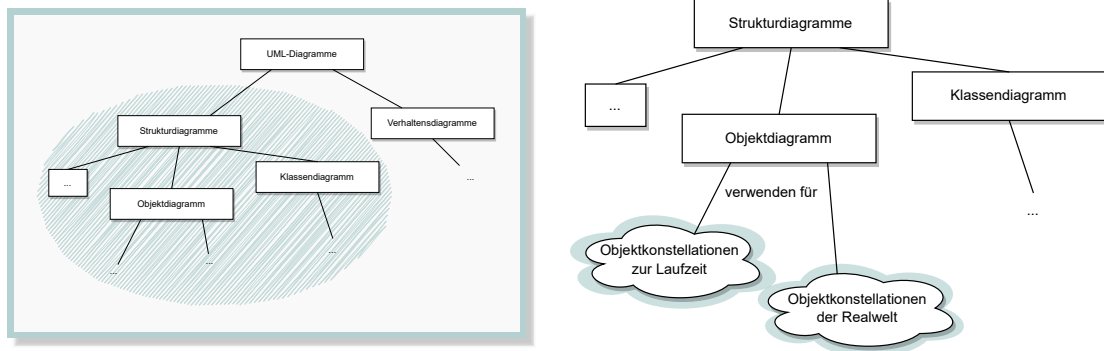 UML-Diagramme
Verhaltensdiagramme
Strukturdiagramme
...
Klassendiagramm
...
Objektdiagramm
...
...
...
Strukturdiagramme
...
Klassendiagramm
Objektdiagramm
verwenden für
...
Objektkonstellationen
zur Laufzeit
Objektkonstellationen
der Realwelt